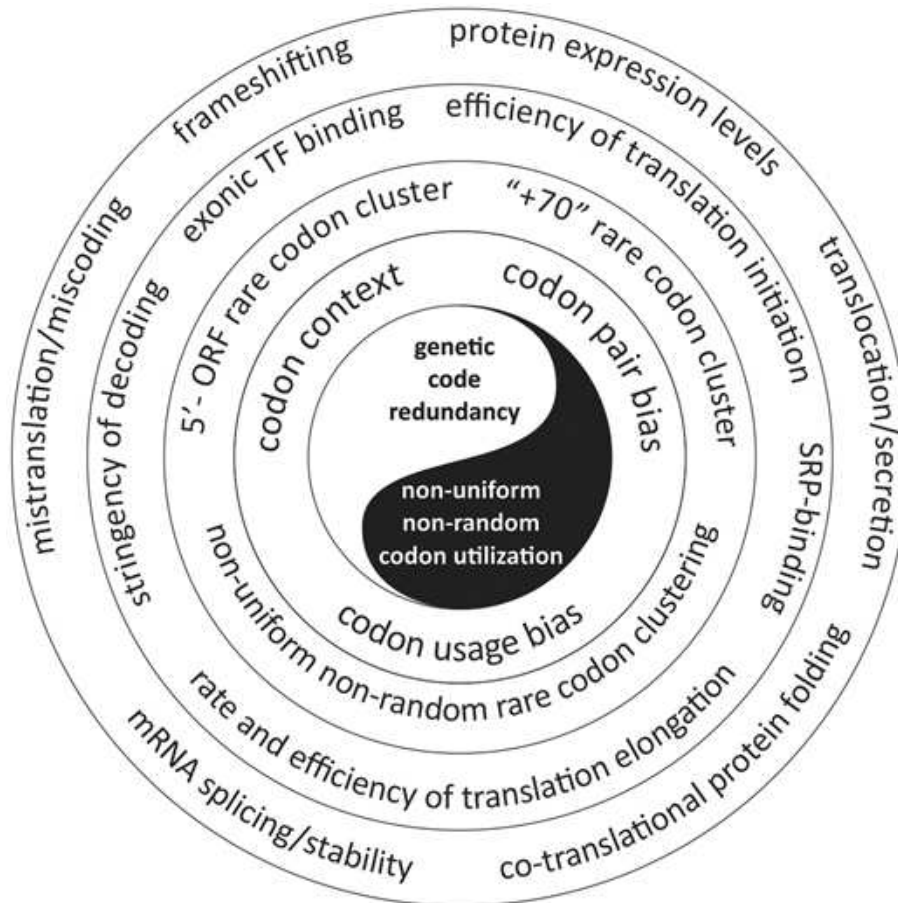 protein expression levels
translocation/secretion
co-translational protein folding
mRNA splicing/stability
mistranslation/miscoding
frameshifting
efficiency of translation initiation
SRP-binding
rate and efficiency of translation elongation
stringency of decoding
exonic TF binding
5’- ORF rare codon cluster
“+70” rare codon cluster
non-uniform non-random rare codon clustering
codon context
codon pair bias
codon usage bias
genetic
code
redundancy
non-uniform
non-random
codon utilization